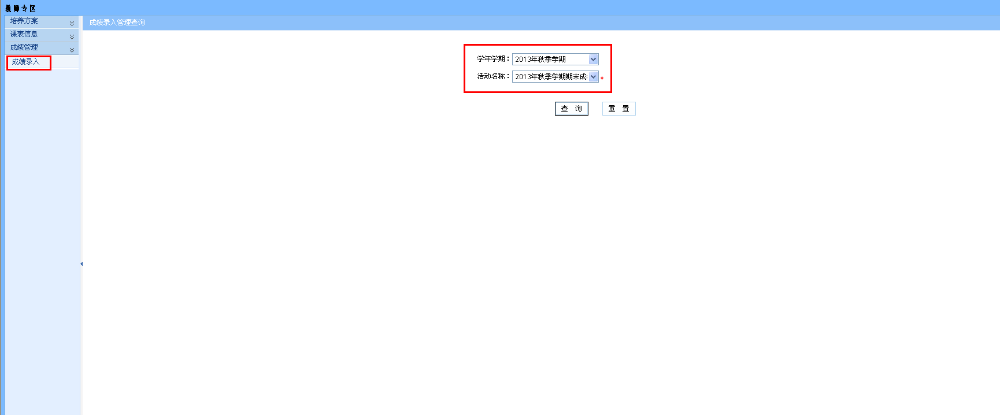 教师专区
培养方案
课表信息
成绩管理
成绩录入
成绩录入管理查询
学年学期： 2013年秋季学期
活动名称： 2013年秋季学期期末成 *
查 询 重 置